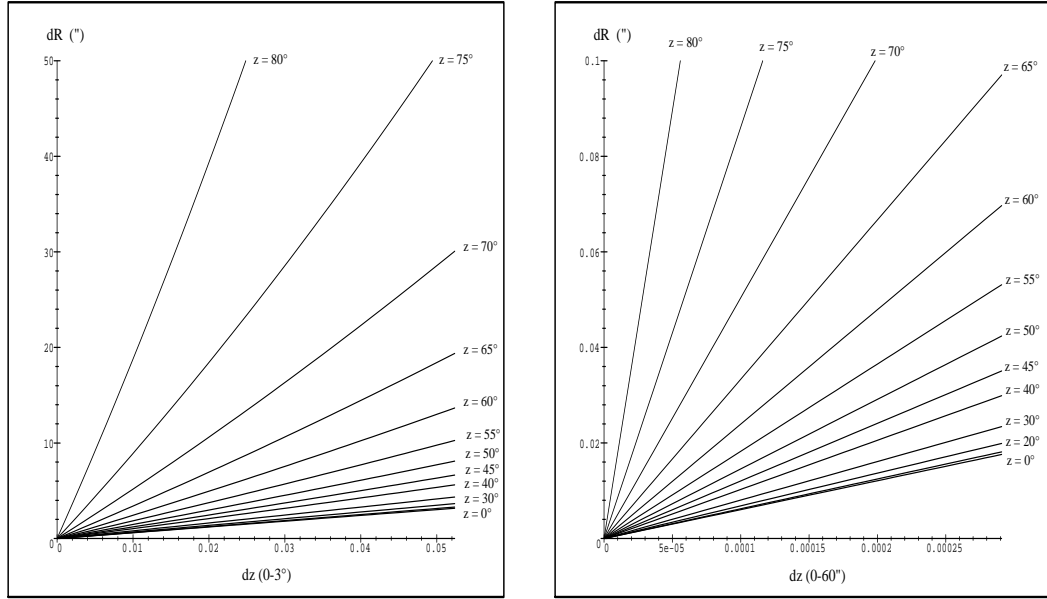 dR (")
50
z = 80°
z = 75°
40
30
z = 70°
20
z = 65°
z = 60°
10
z = 55°
z = 50°
z = 45°
z = 40°
z = 30°
z = 0°
0
0
0.01
0.02
0.03
0.04
0.05
dz (0-3°)
dR (")
z = 80°
z = 75°
z = 70°
0.1
z = 65°
0.08
z = 60°
0.06
z = 55°
z = 50°
0.04
z = 45°
z = 40°
z = 30°
0.02
z = 20°
z = 0°
0
0
5e-05
0.0001
0.00015
0.0002
0.00025
dz (0-60")